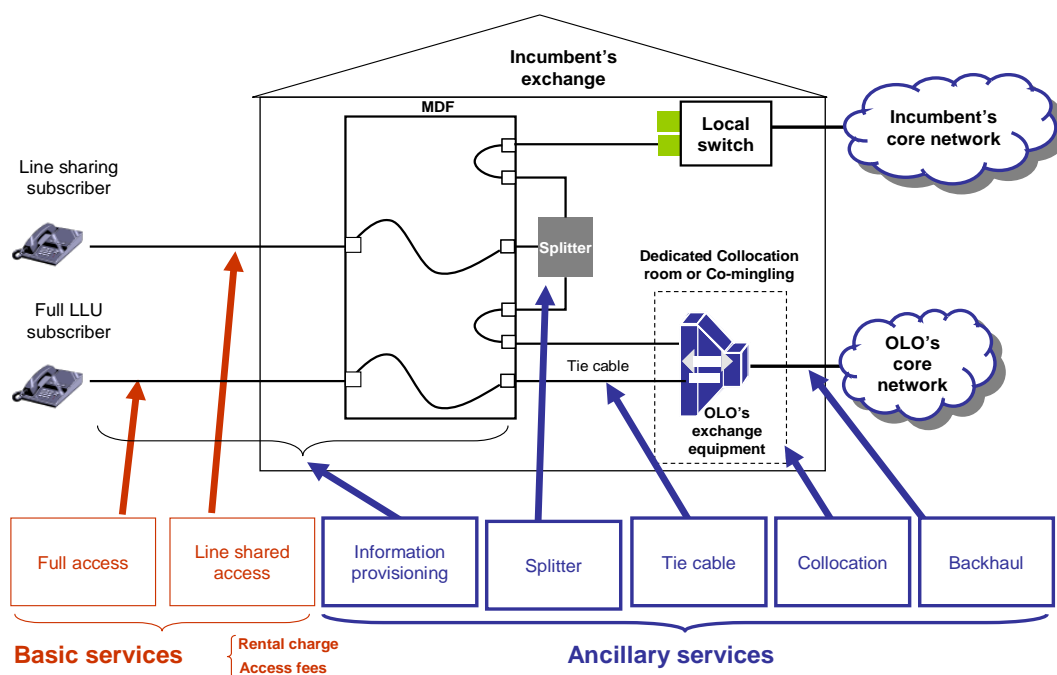 Incumbent's
exchange
MDF
Local
switch
Incumbent's
core network
Line sharing
subscriber
Splitter
Dedicated Collocation
room or Co-mingling
Full LLU
subscriber
Tie cable
OLO's
core
network
OLO's
exchange
equipment
Full access
Line shared
access
Information
provisioning
Splitter
Tie cable
Collocation
Backhaul
Basic services
Rental charge
Access fees
Ancillary services